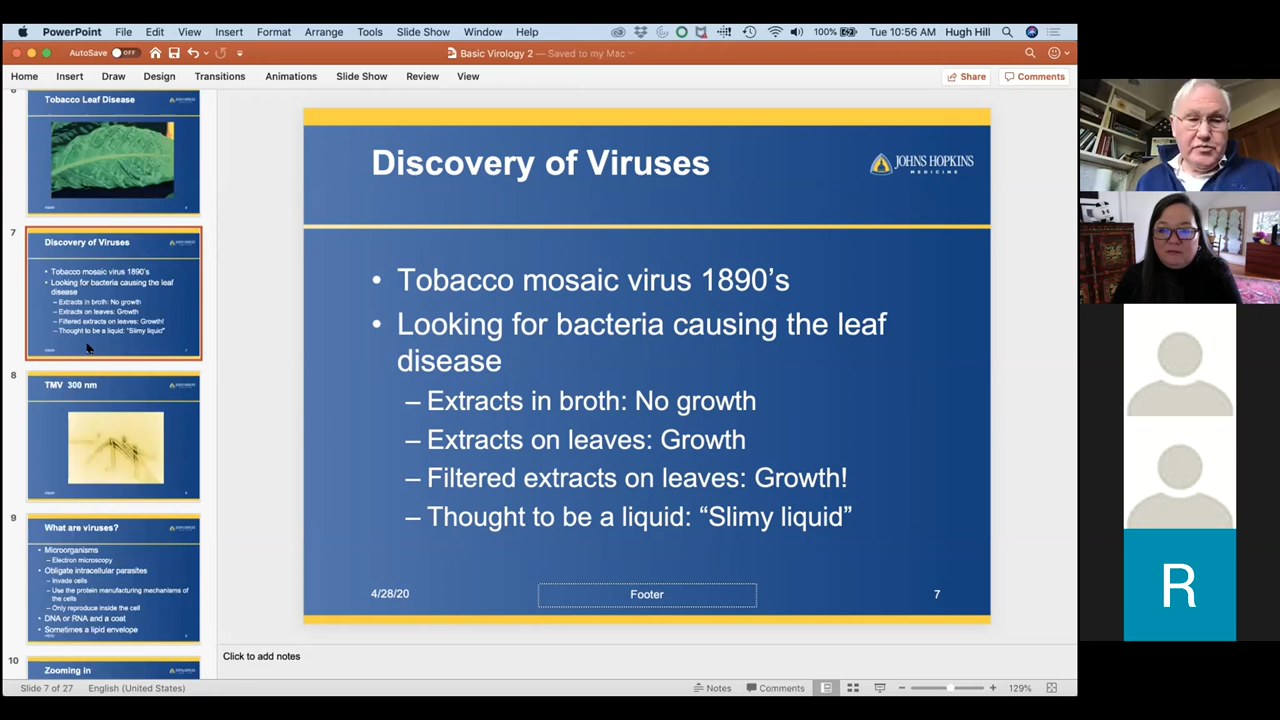 PowerPoint File Edit View Insert Format Arrange Tools Slide Show Window Help 100% Tue 10:56 AM Hugh Hill
AutoSave OFF Basic Virology 2 — Saved to my Mac
Home Insert Draw Design Transitions Animations Slide Show Review View Share Comments
6
Tobacco Leaf Disease
7
Discovery of Viruses
• Tobacco mosaic virus 1890's
• Looking for bacteria causing the leaf
disease
– Extracts in broth: No growth
– Extracts on leaves: Growth
– Filtered extracts on leaves: Growth!
– Thought to be a liquid: "Slimy liquid"
8
TMV 300 nm
9
What are viruses?
• Microorganisms
– Electron microscopy
• Obligate intracellular parasites
– Invade cells
– Use the protein manufacturing mechanisms of
the cells
– Only reproduce inside the cell
• DNA or RNA and a coat
• Sometimes a lipid envelope
10
Zooming in
Discovery of Viruses
JOHNS HOPKINS
MEDICINE
• Tobacco mosaic virus 1890's
• Looking for bacteria causing the leaf
disease
– Extracts in broth: No growth
– Extracts on leaves: Growth
– Filtered extracts on leaves: Growth!
– Thought to be a liquid: “Slimy liquid”
4/28/20 Footer 7
Click to add notes
Slide 7 of 27 English (United States) Notes Comments 129%
R